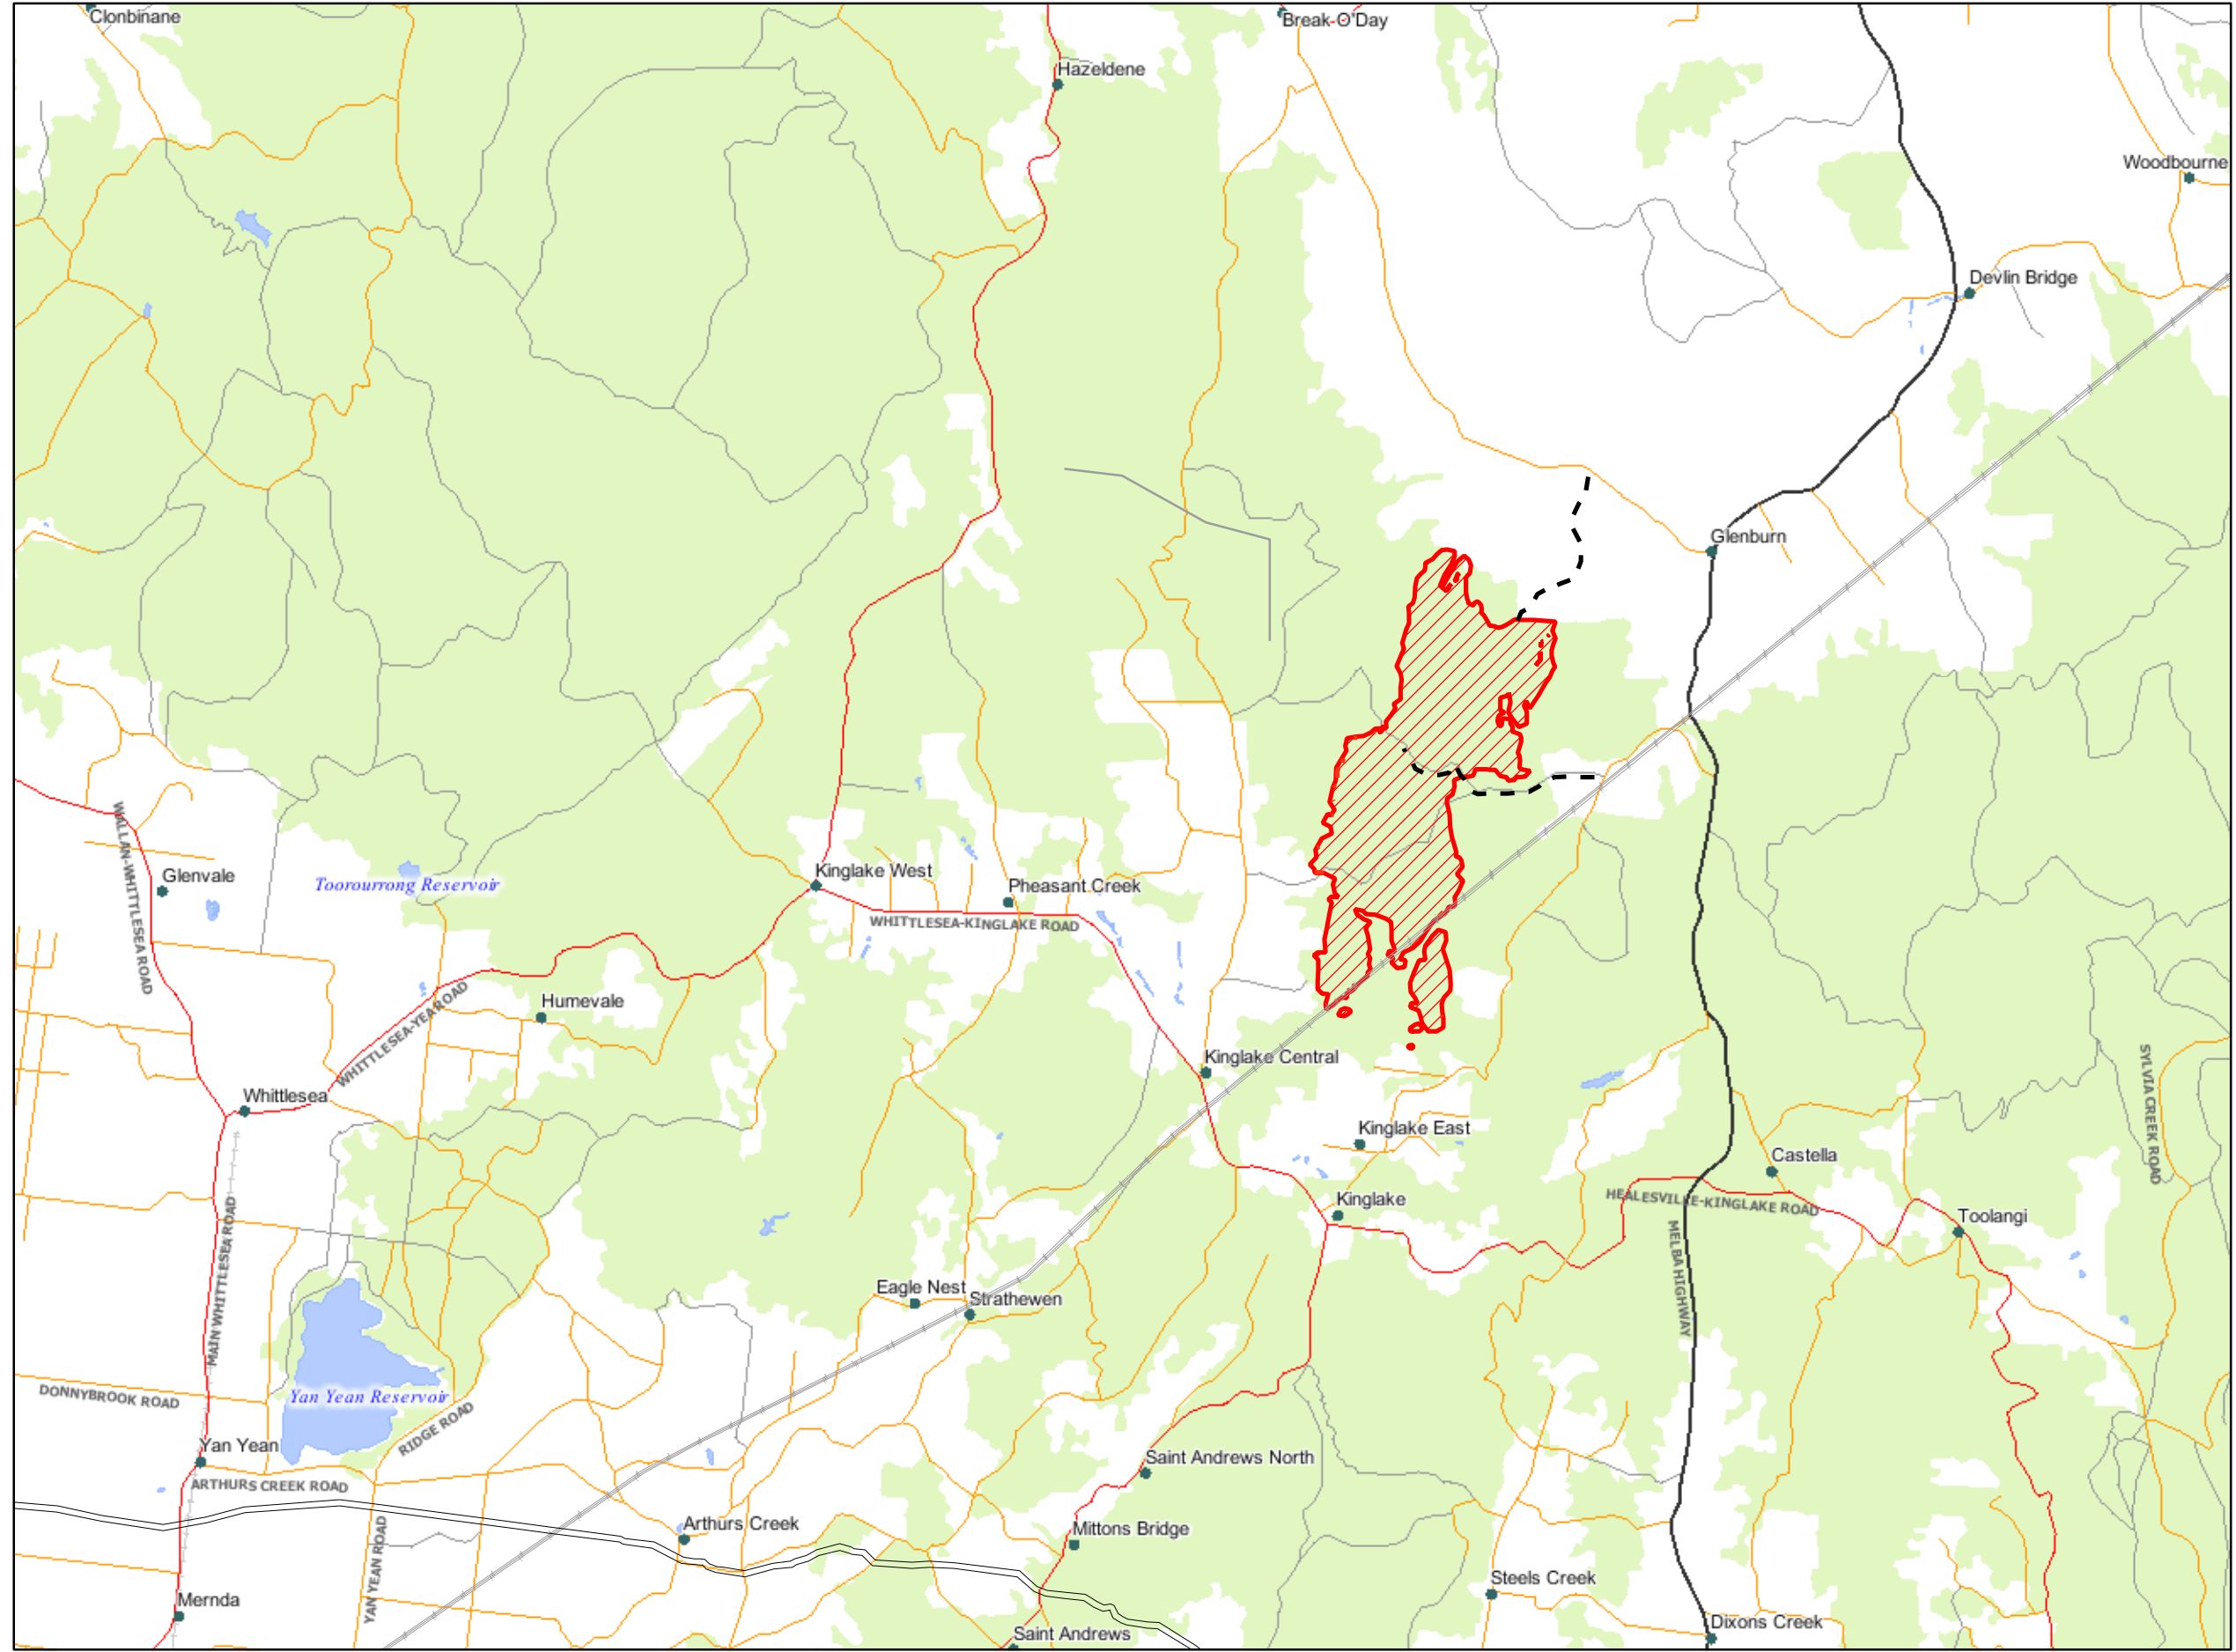 Clonbinane
Break-O'Day
Hazeldene
Woodbourne
Devlin Bridge
Glenburn
WALLAN-WHITTLESEA ROAD
Glenvale
Toorourrong Reservoir
Kinglake West
Pheasant Creek
WHITTLESEA-KINGLAKE ROAD
Humevale
WHITTLESEA-YEA ROAD
Whittlesea
Kinglake Central
Kinglake East
SYLVIA CREEK ROAD
Castella
HEALESVILLE-KINGLAKE ROAD
Kinglake
Toolangi
MELBA HIGHWAY
MAIN WHITTLESEA ROAD
Eagle Nest
Strathewen
DONNYBROOK ROAD
Yan Yean Reservoir
RIDGE ROAD
Yan Yean
ARTHURS CREEK ROAD
Saint Andrews North
Arthurs Creek
Mittons Bridge
YAN YEAN ROAD
Steels Creek
Mernda
Saint Andrews
Dixons Creek